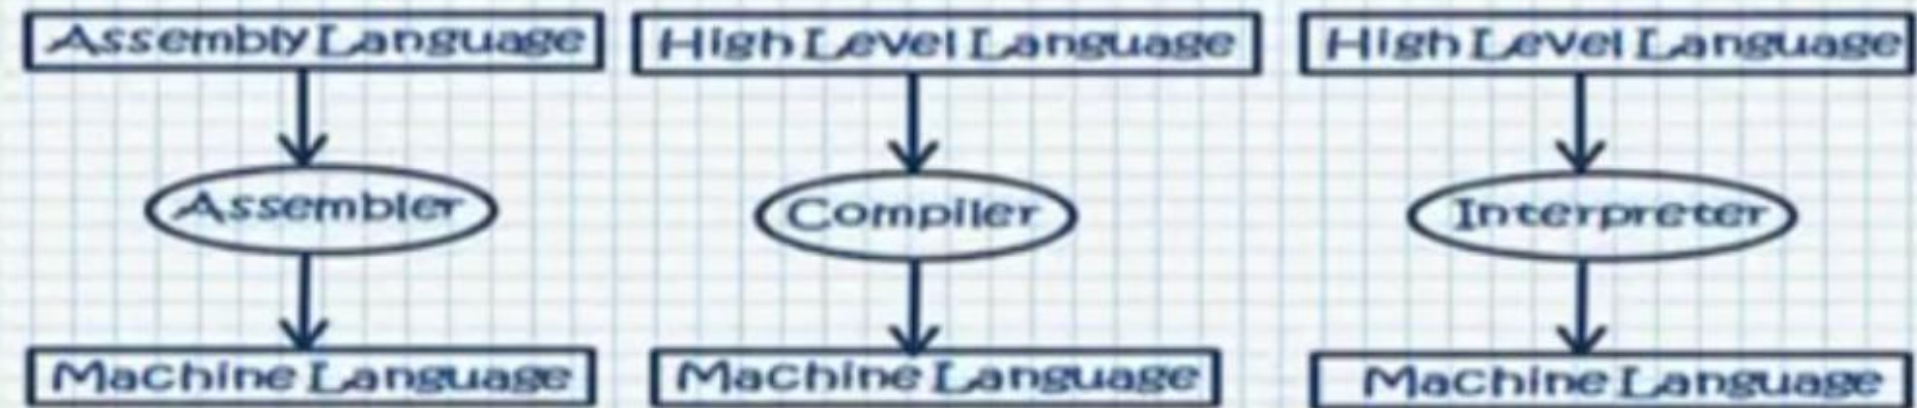 Assembly Language
High Level Language
High Level Language
Assembler
Compiler
Interpreter
Machine Language
Machine Language
Machine Language